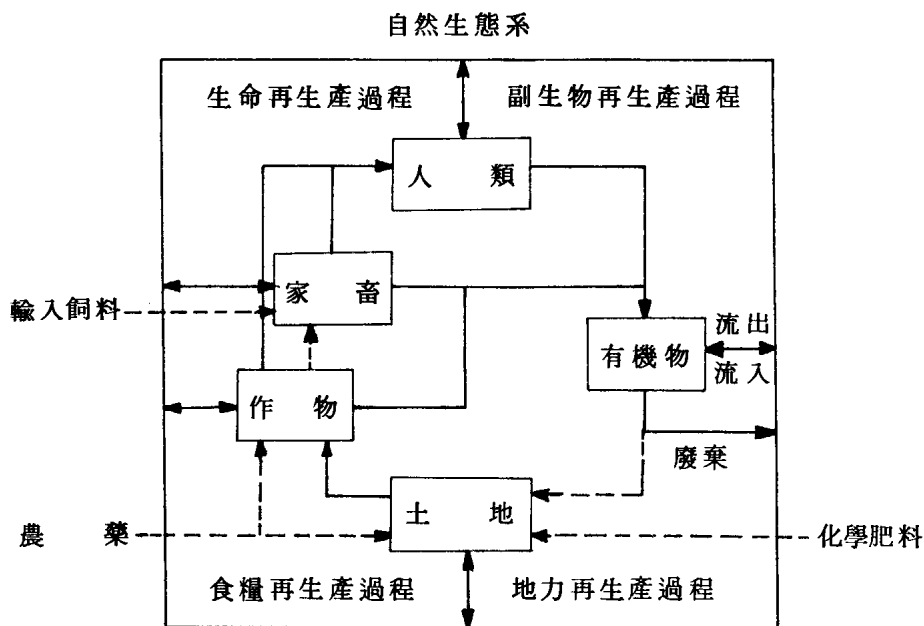 自然生態系
生命再生產過程
副生物再生產過程
人類
家畜
輸入飼料
有機物
流出
流入
作物
廢棄
土地
農藥
化學肥料
食糧再生產過程
地力再生產過程